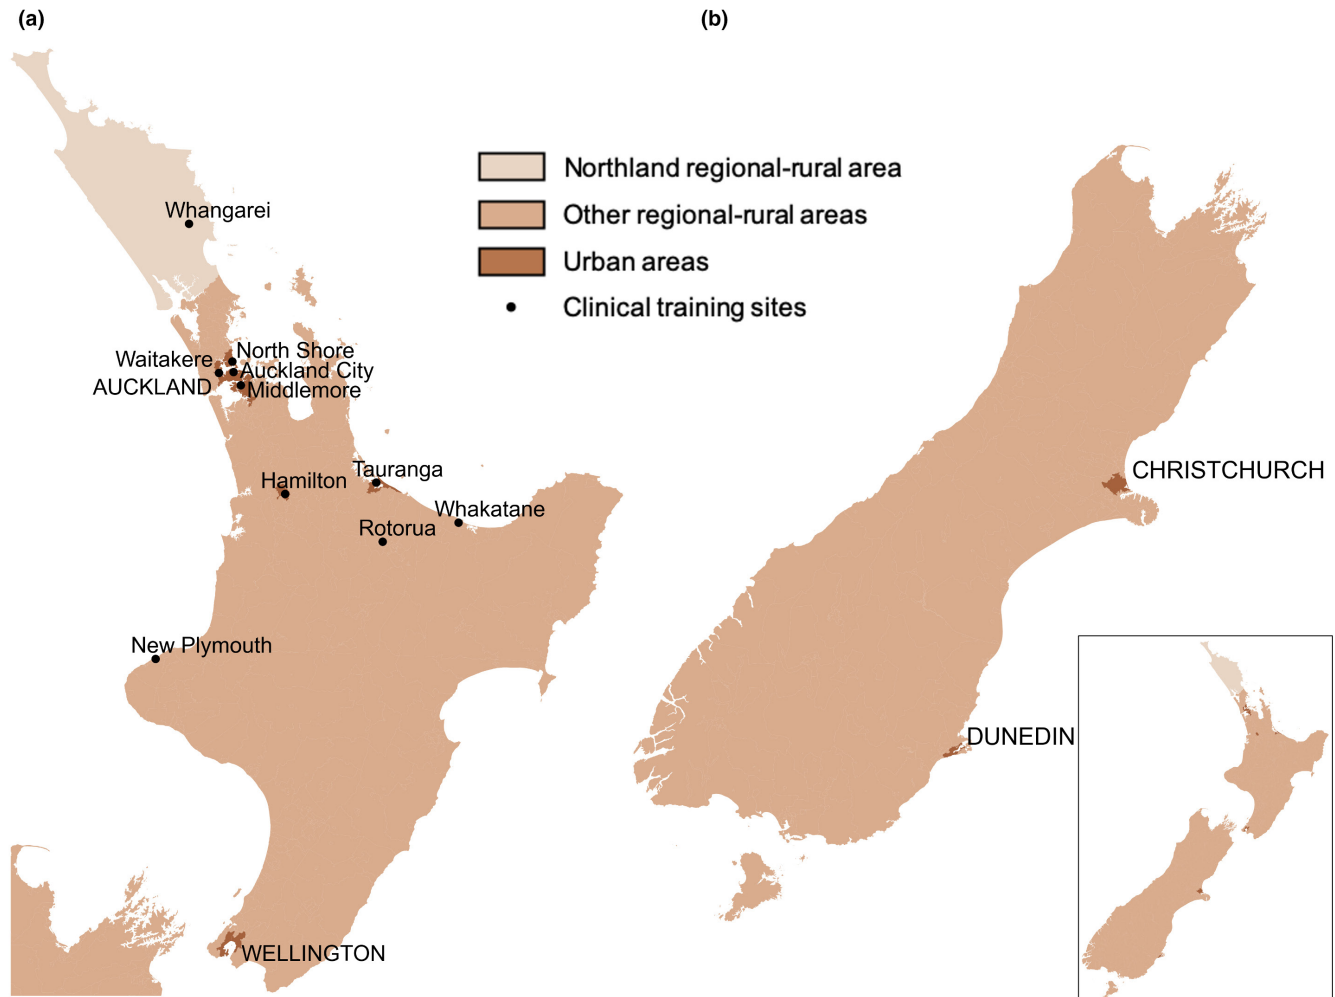 (a)
(b)
Northland regional-rural area
Other regional-rural areas
Urban areas
Clinical training sites
Whangarei
North Shore
Waitakere
Auckland City
AUCKLAND
Middlemore
Tauranga
Hamilton
Whakatane
Rotorua
New Plymouth
WELLINGTON
CHRISTCHURCH
DUNEDIN